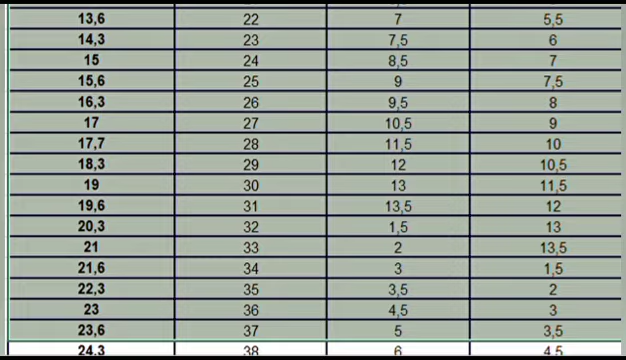 13,6 22 7 5,5
14,3 23 7,5 6
15 24 8,5 7
15,6 25 9 7,5
16,3 26 9,5 8
17 27 10,5 9
17,7 28 11,5 10
18,3 29 12 10,5
19 30 13 11,5
19,6 31 13,5 12
20,3 32 1,5 13
21 33 2 13,5
21,6 34 3 1,5
22,3 35 3,5 2
23 36 4,5 3
23,6 37 5 3,5
24,3 38 6 4,5